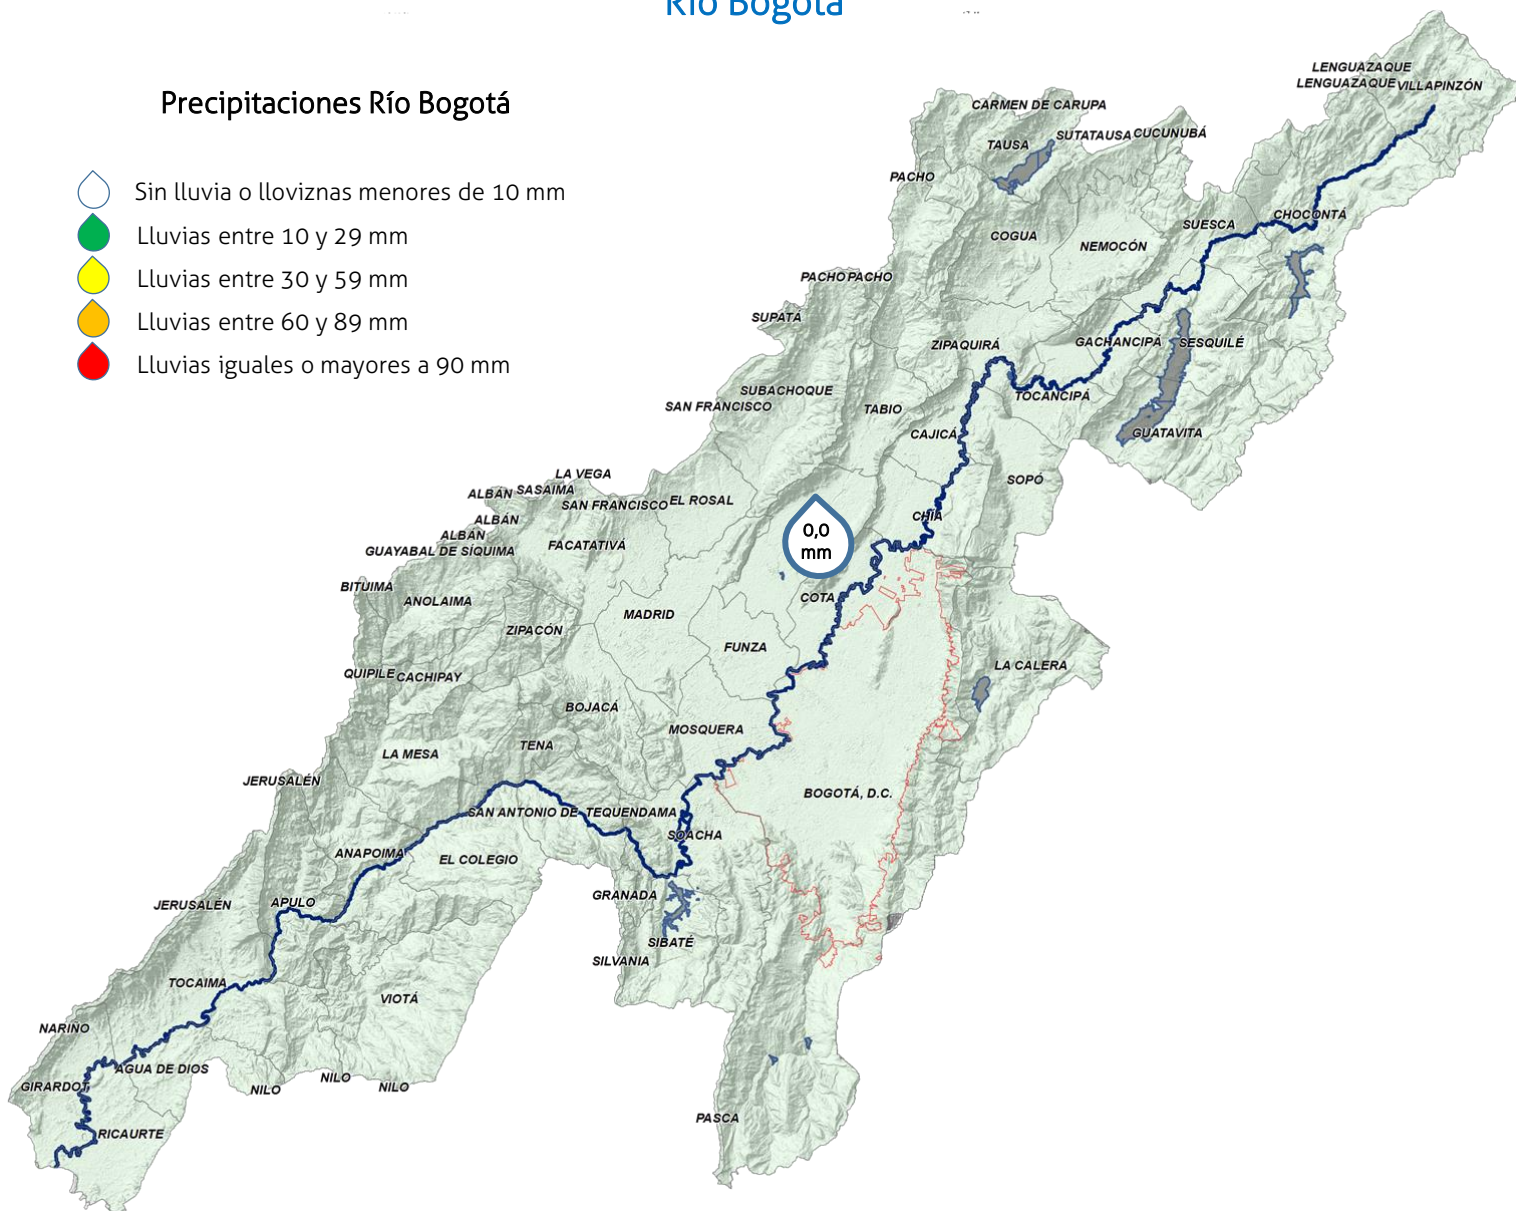 Río Bogotá
Precipitaciones Río Bogotá
Sin lluvia o lloviznas menores de 10 mm
Lluvias entre 10 y 29 mm
Lluvias entre 30 y 59 mm
Lluvias entre 60 y 89 mm
Lluvias iguales o mayores a 90 mm
LENGUAZAQUE
LENGUAZAQUE VILLAPINZÓN
CARMEN DE CARUPA
TAUSA
SUTATAUSA CUCUNUBÁ
PACHO
CHOCONTÁ
SUESCA
COGUA
NEMOCÓN
PACHO PACHO
SUPATÁ
ZIPAQUIRÁ
GACHANCIPÁ
SESQUILÉ
SUBACHOQUE
SAN FRANCISCO
TABIO
TOCANCIPÁ
CAJICÁ
GUATAVITA
LA VEGA
SOPÓ
ALBÁN
SASAIMA
SAN FRANCISCO
EL ROSAL
ALBÁN
CHÍA
ALBÁN
FACATATIVÁ
0,0
mm
GUAYABAL DE SÍQUIMA
BITUIMA
ANOLAIMA
COTA
MADRID
ZIPACÓN
FUNZA
LA CALERA
QUIPILE CACHIPAY
BOJACÁ
MOSQUERA
TENA
LA MESA
JERUSALÉN
BOGOTÁ, D.C.
SAN ANTONIO DE TEQUENDAMA
SOACHA
ANAPOIMA
EL COLEGIO
GRANADA
JERUSALÉN
APULO
SIBATÉ
SILVANIA
TOCAIMA
VIOTÁ
NARIÑO
AGUA DE DIOS
NILO
NILO
NILO
GIRARDOT
PASCA
RICAURTE